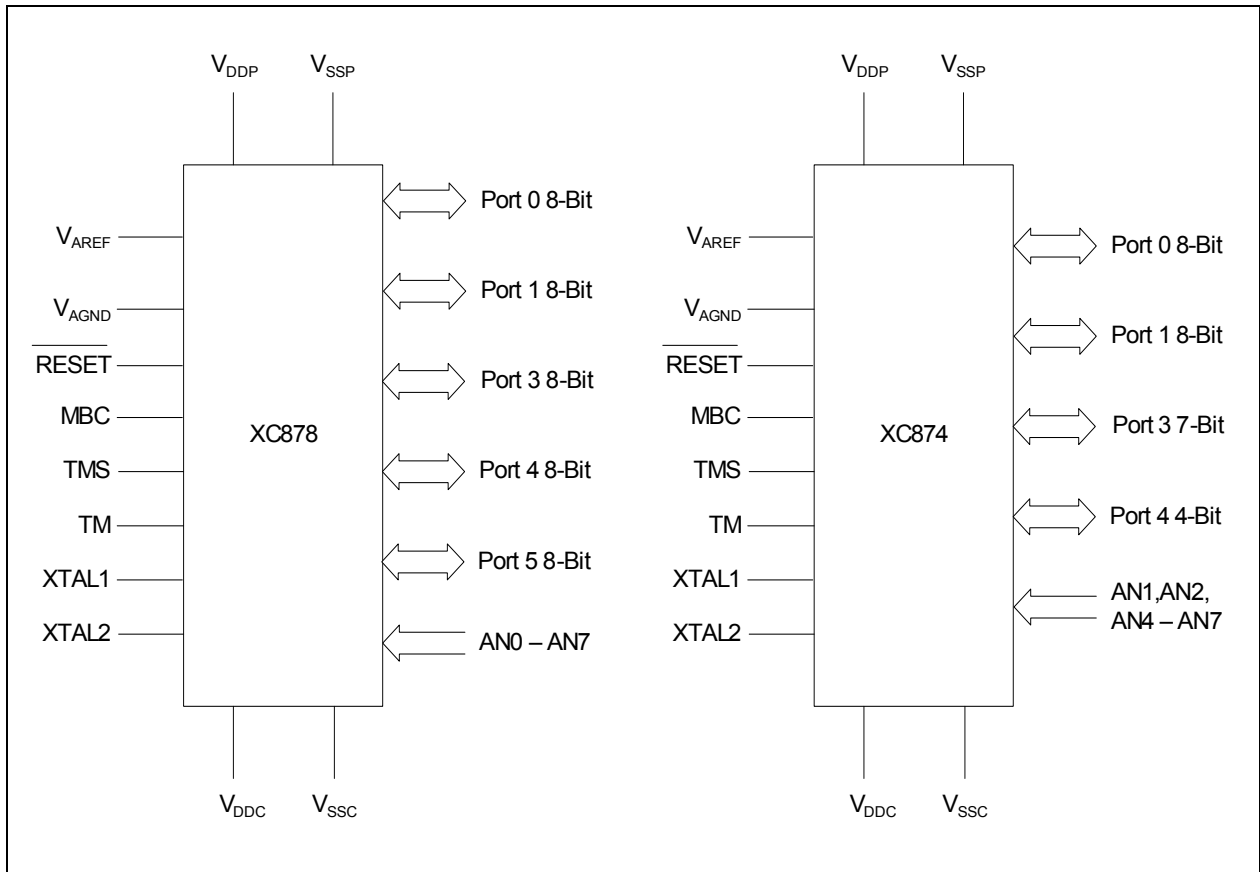 VDDP VSSP
VAREF
VAGND
RESET
MBC
TMS
TM
XTAL1
XTAL2
XC878
Port 0 8-Bit
Port 1 8-Bit
Port 3 8-Bit
Port 4 8-Bit
Port 5 8-Bit
AN0 – AN7
VDDC VSSC
VDDP VSSP
VAREF
VAGND
RESET
MBC
TMS
TM
XTAL1
XTAL2
XC874
Port 0 8-Bit
Port 1 8-Bit
Port 3 7-Bit
Port 4 4-Bit
AN1,AN2,
AN4 – AN7
VDDC VSSC